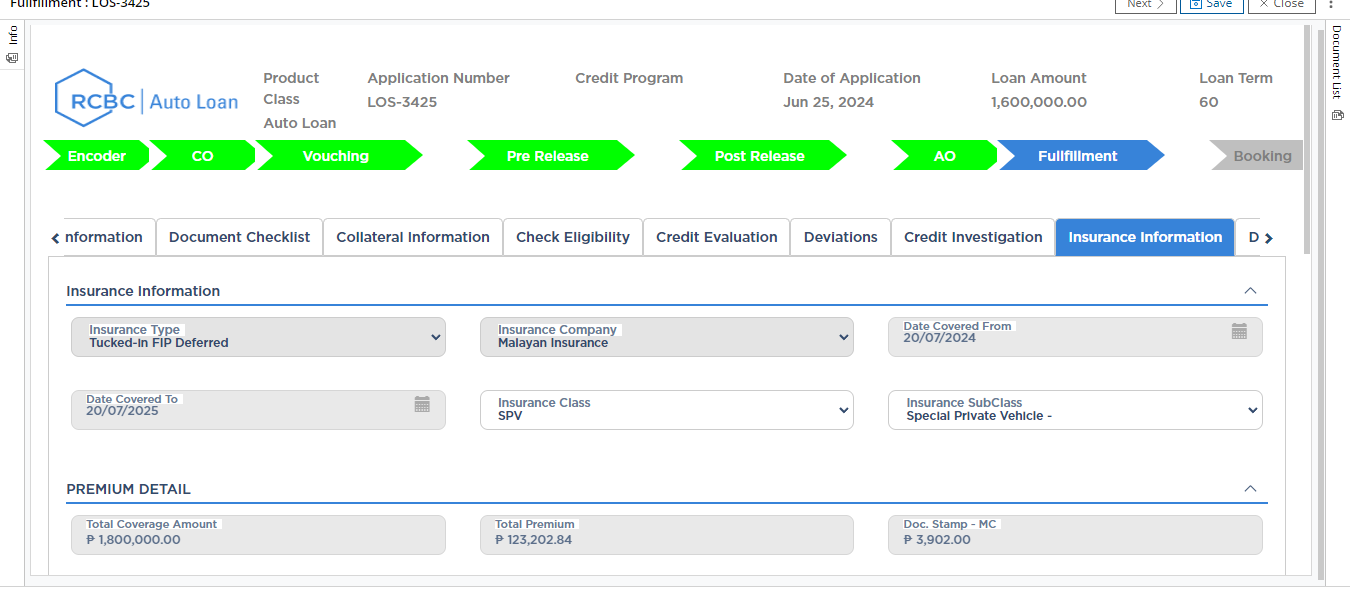 Fullfillment : LOS-3425
Next
Save
Close
Info
Document List
RCBC | Auto Loan
Product Class
Auto Loan
Application Number
LOS-3425
Credit Program
Date of Application
Jun 25, 2024
Loan Amount
1,600,000.00
Loan Term
60
Encoder
CO
Vouching
Pre Release
Post Release
AO
Fullfillment
Booking
nformation
Document Checklist
Collateral Information
Check Eligibility
Credit Evaluation
Deviations
Credit Investigation
Insurance Information
D
Insurance Information
Insurance Type
Tucked-In FIP Deferred
Insurance Company
Malayan Insurance
Date Covered From
20/07/2024
Date Covered To
20/07/2025
Insurance Class
SPV
Insurance SubClass
Special Private Vehicle -
PREMIUM DETAIL
Total Coverage Amount
₱ 1,800,000.00
Total Premium
₱ 123,202.84
Doc. Stamp - MC
₱ 3,902.00